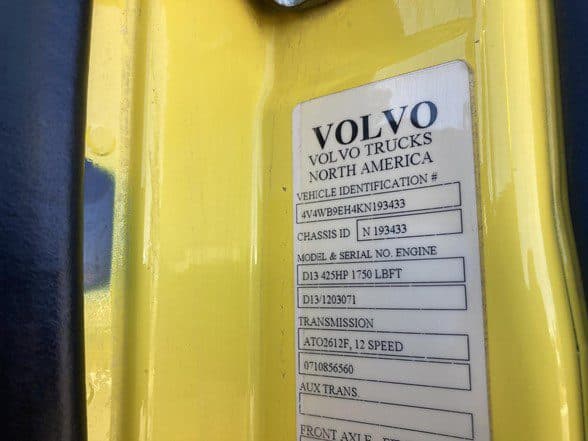 VOLVO
VOLVO TRUCKS
NORTH AMERICA
VEHICLE IDENTIFICATION #
4V4WB9EH4KN193433
CHASSIS ID N 193433
MODEL & SERIAL NO. ENGINE
D13 425HP 1750 LBFT
D13/1203071
TRANSMISSION
ATO2612F, 12 SPEED
0710856560
AUX TRANS.
FRONT AXLE